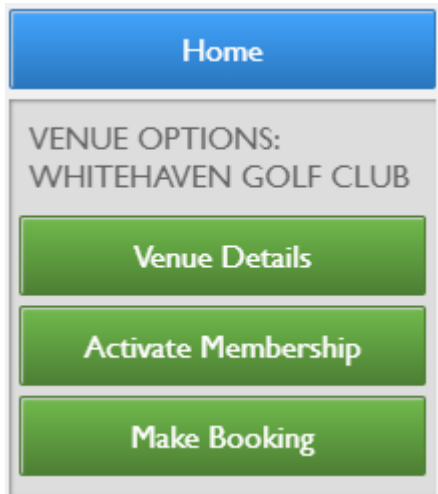 Home
VENUE OPTIONS:
WHITEHAVEN GOLF CLUB
Venue Details
Activate Membership
Make Booking